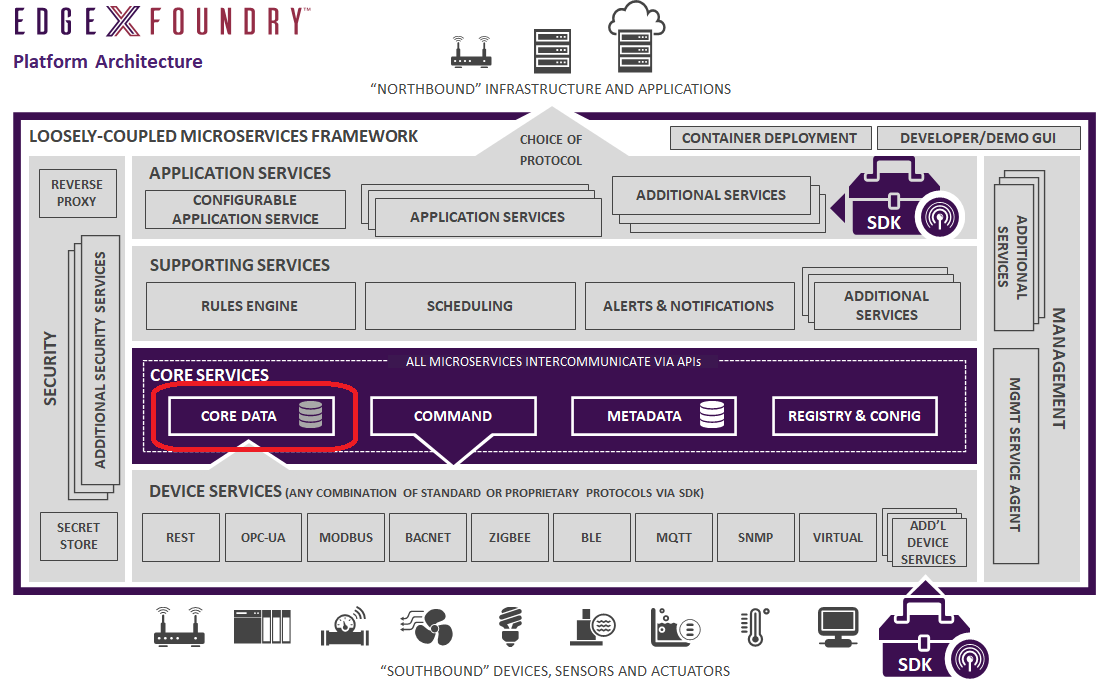 EDGE X FOUNDRY™
Platform Architecture
“NORTHBOUND” INFRASTRUCTURE AND APPLICATIONS
LOOSELY-COUPLED MICROSERVICES FRAMEWORK
CHOICE OF
PROTOCOL
CONTAINER DEPLOYMENT
DEVELOPER/DEMO GUI
REVERSE
PROXY
SECURITY
ADDITIONAL SECURITY SERVICES
SECRET
STORE
APPLICATION SERVICES
CONFIGURABLE
APPLICATION SERVICE
APPLICATION SERVICES
ADDITIONAL SERVICES
SDK
SUPPORTING SERVICES
RULES ENGINE
SCHEDULING
ALERTS & NOTIFICATIONS
ADDITIONAL
SERVICES
ALL MICROSERVICES INTERCOMMUNICATE VIA APIs
CORE SERVICES
CORE DATA
COMMAND
METADATA
REGISTRY & CONFIG
DEVICE SERVICES (ANY COMBINATION OF STANDARD OR PROPRIETARY PROTOCOLS VIA SDK)
REST
OPC-UA
MODBUS
BACNET
ZIGBEE
BLE
MQTT
SNMP
VIRTUAL
ADD’L
DEVICE
SERVICES
ADDITIONAL
SERVICES
MANAGEMENT
MGMT SERVICE AGENT
“SOUTHBOUND” DEVICES, SENSORS AND ACTUATORS
SDK